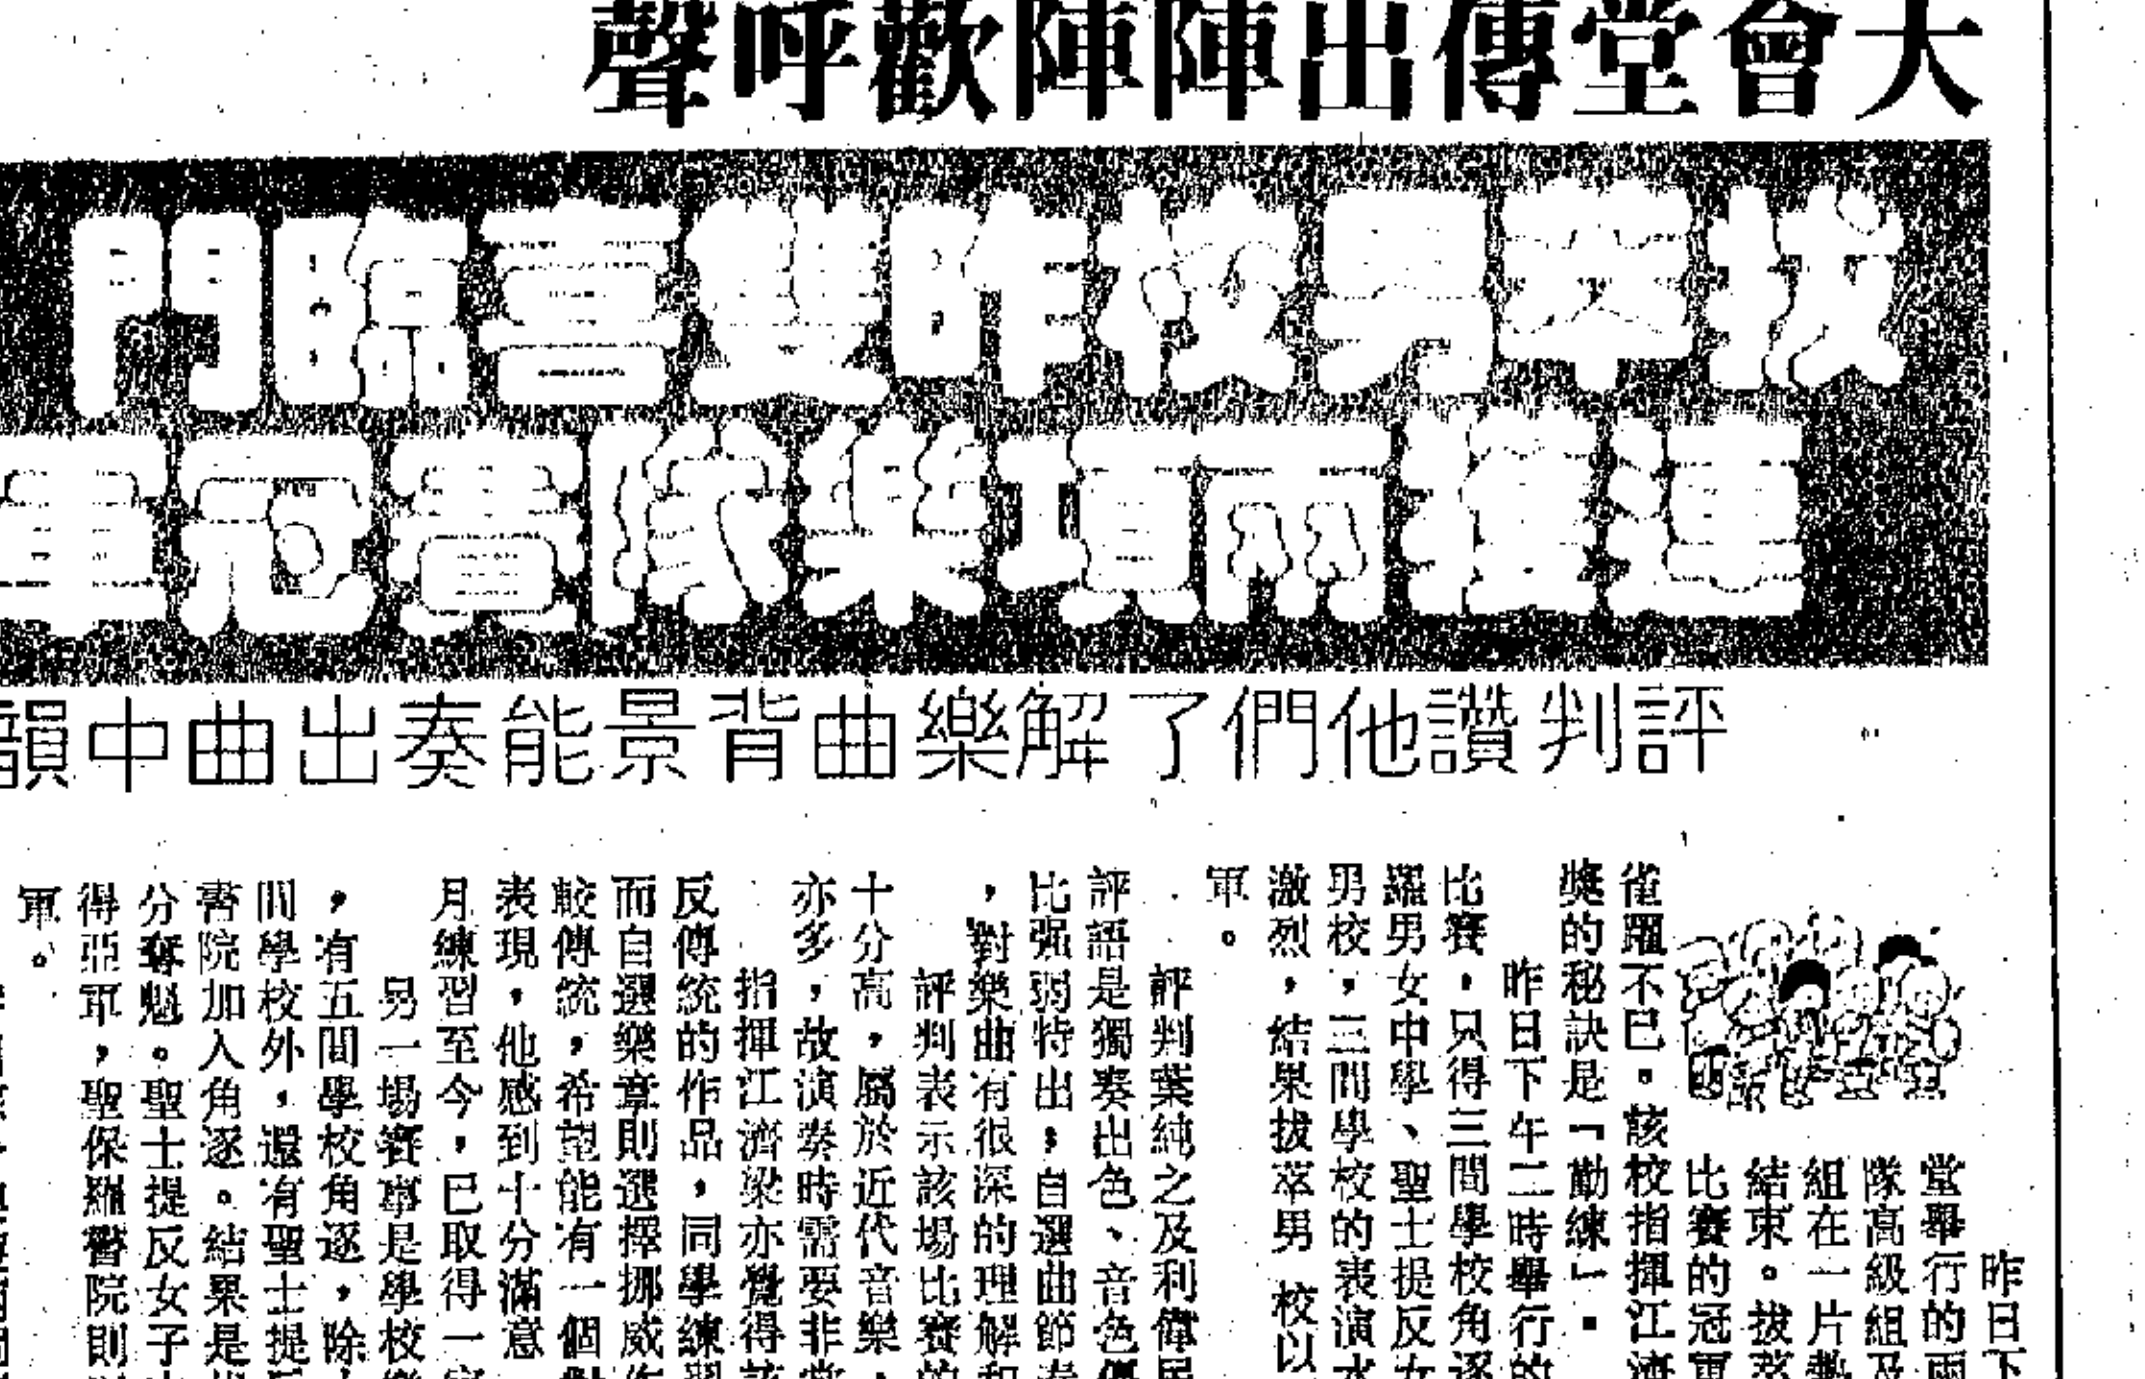 大會堂傳出陣陣歡呼聲
拔萃男校昨雙喜臨門
連獲兩項樂隊賽冠軍
評判讚他們了解樂曲背景能奏出曲中韻
昨日下
堂舉行的兩
隊高級組及
組在一片熱
結束。拔萃
比賽的冠軍
雀躍不已。該校指揮江濟
獎的秘訣是「勤練」。
昨日下午二時舉行的
比賽,只得三間學校角逐
羅男女中學、聖士提反女
男校,三間學校的表演水
激烈,結果拔萃男校以
軍。
評判葉純之及利偉民
評語是獨奏出色、音色優
比强弱特出;自選曲節奏
,對樂曲有很深的理解和
評判表示該場比賽的
十分高,屬於近代音樂,
亦多,故演奏時需要非常
指揮江濟梁亦覺得該
反傳統的作品,同學練習
而自選樂章則選擇挪威作
較傳統,希望能有一個對
表現,他感到十分滿意
月練習至今,已取得一定
另一場賽事是學校樂
,有五間學校角逐,除
間學校外,還有聖士提反
書院加入角逐。結果是拔
分奪魁。聖士提反女子中
得亞軍,聖保羅書院則
軍。